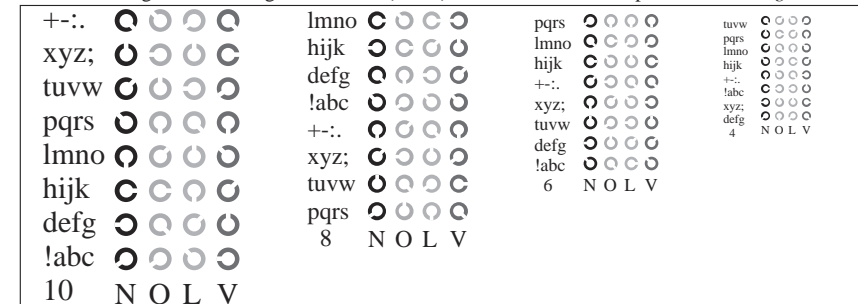 +-:.
xyz;
tuvw
pqrs
lmno
hijk
defg
!abc
10 N O L V
lmno
hijk
defg
!abc
+-:.
xyz;
tuvw
pqrs
8 N O L V
pqrs
lmno
hijk
+-:.
xyz;
tuvw
defg
!abc
6 N O L V
tuvw
pqrs
lmno
hijk
+-:.
!abc
xyz;
defg
4 N O L V